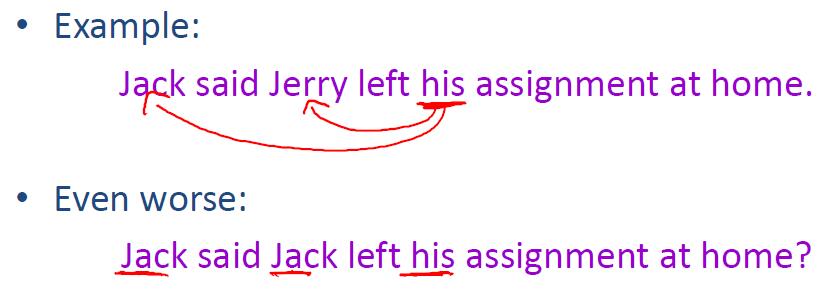 • Example:
Jack said Jerry left his assignment at home.
• Even worse:
Jack said Jack left his assignment at home?